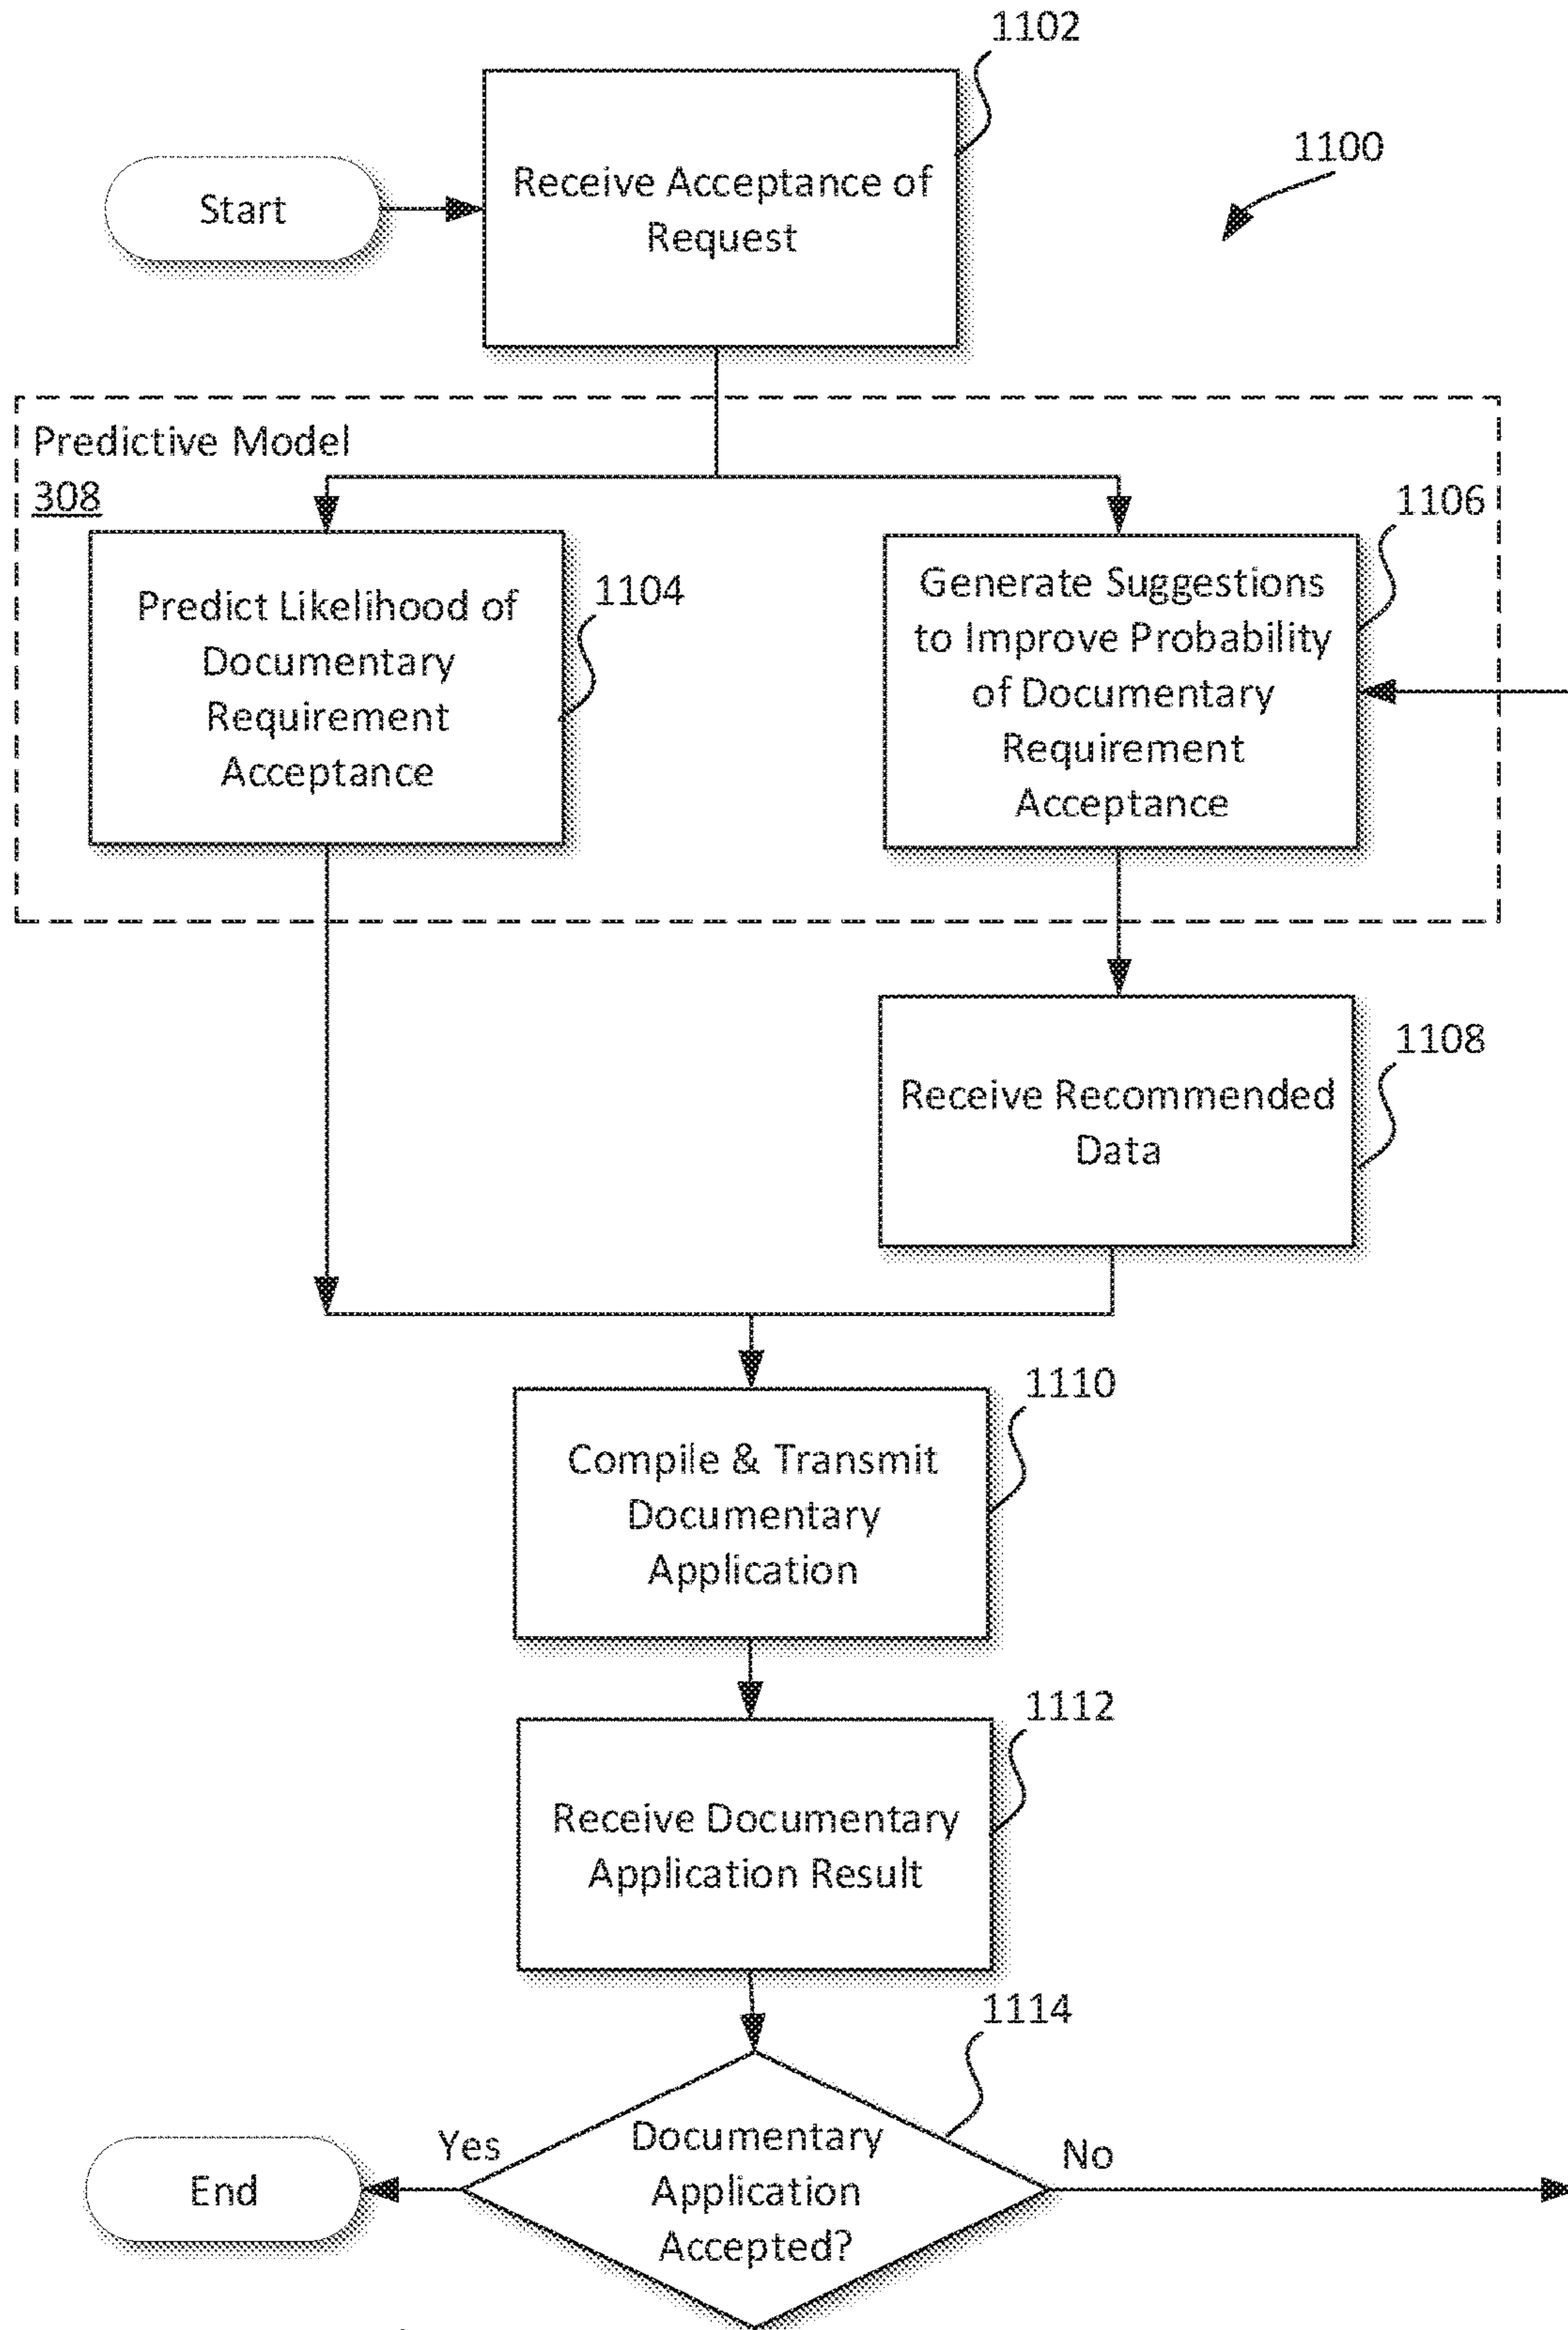 1102
1100
Start
Receive Acceptance of
Request
Predictive Model
308
1106
1104
Predict Likelihood of
Documentary
Requirement
Acceptance
Generate Suggestions
to Improve Probability
of Documentary
Requirement
Acceptance
1108
Receive Recommended
Data
1110
Compile & Transmit
Documentary
Application
1112
Receive Documentary
Application Result
1114
Yes
Documentary
Application
Accepted?
No
End